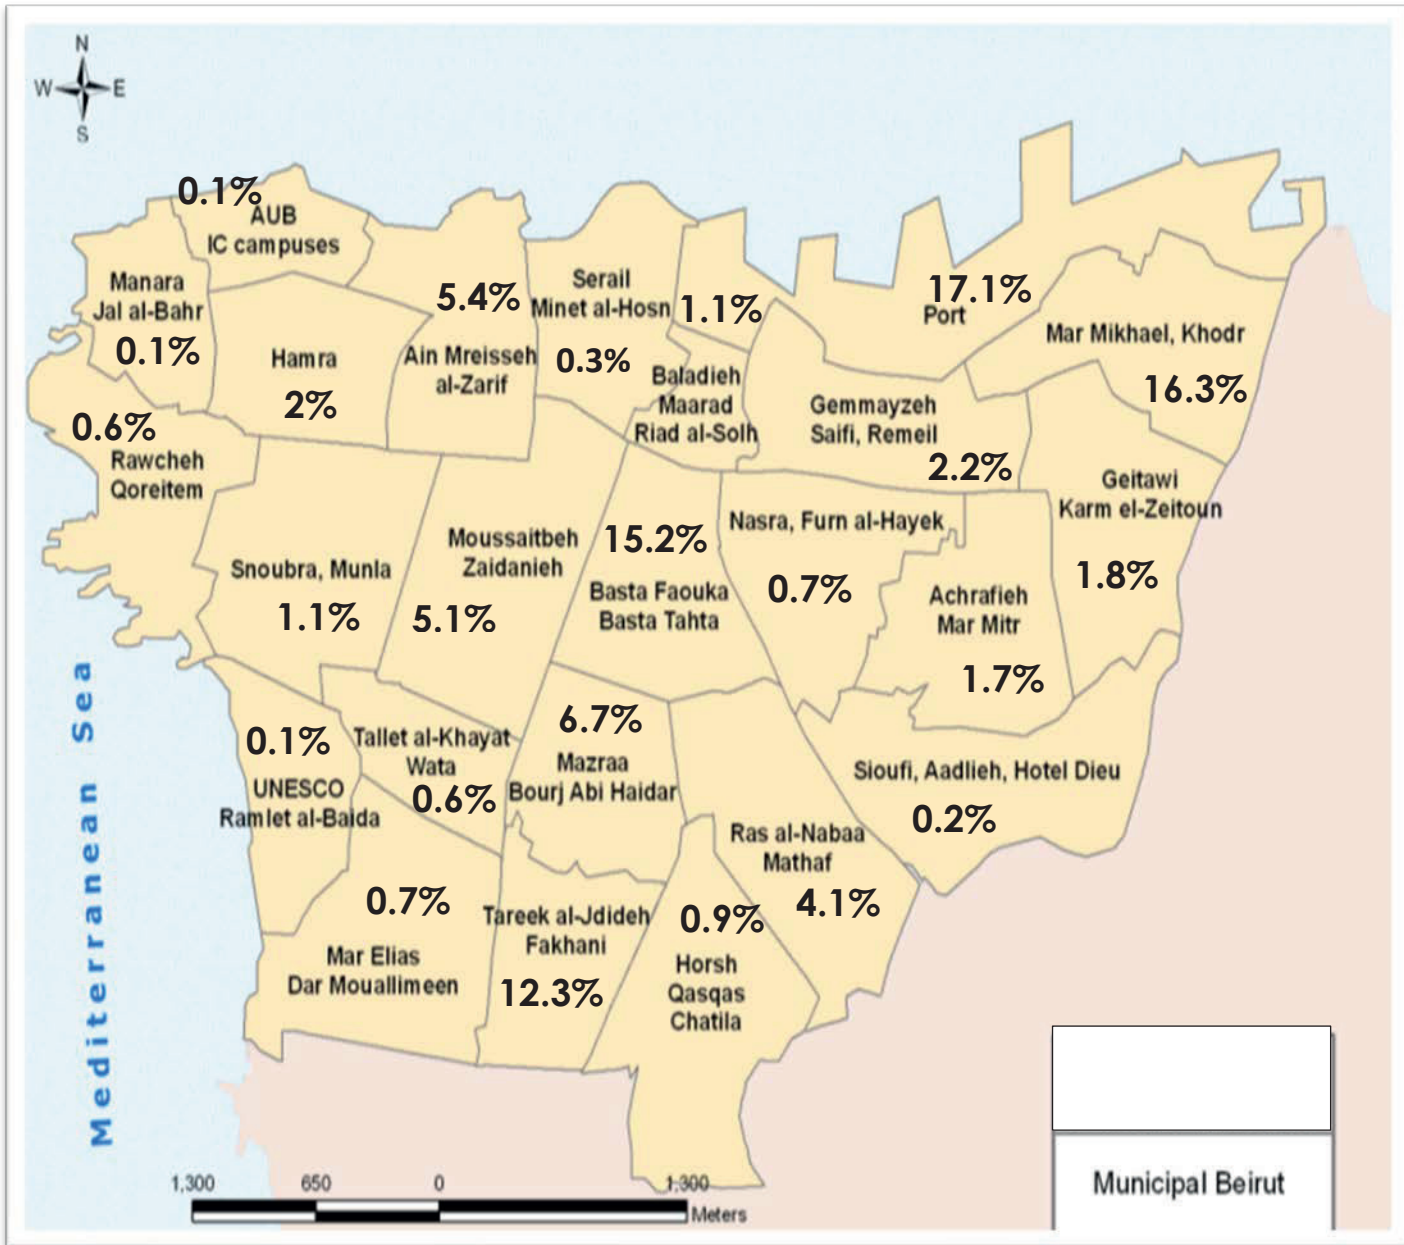 N
W E
S
0.1%
AUB
IC campuses
Manara
Jal al-Bahr
0.1%
Hamra
2%
5.4%
Ain Mreisseh
al-Zarif
Serail
Minet al-Hosn
0.3%
1.1%
Baladieh
Maarad
Riad al-Solh
17.1%
Port
Mar Mikhael, Khodr
16.3%
Gemmayzeh
Saifi, Remeil
2.2%
0.6%
Rawcheh
Qoreitem
Snoubra, Munla
1.1%
Moussaitbeh
Zaidanieh
5.1%
15.2%
Basta Faouka
Basta Tahta
Nasra, Furn al-Hayek
0.7%
Achrafieh
Mar Mitr
1.7%
Geitawi
Karm el-Zeitoun
1.8%
0.1%
UNESCO
Ramlet al-Baida
Tallet al-Khayat
Wata
0.6%
6.7%
Mazraa
Bourj Abi Haidar
Ras al-Nabaa
Mathaf
4.1%
Sioufi, Aadlieh, Hotel Dieu
0.2%
0.7%
Mar Elias
Dar Mouallimeen
Tareek al-Jdideh
Fakhani
12.3%
0.9%
Horsh
Qasqas
Chatila
Mediterranean Sea
1,300 650 0 1,300
Meters
Municipal Beirut